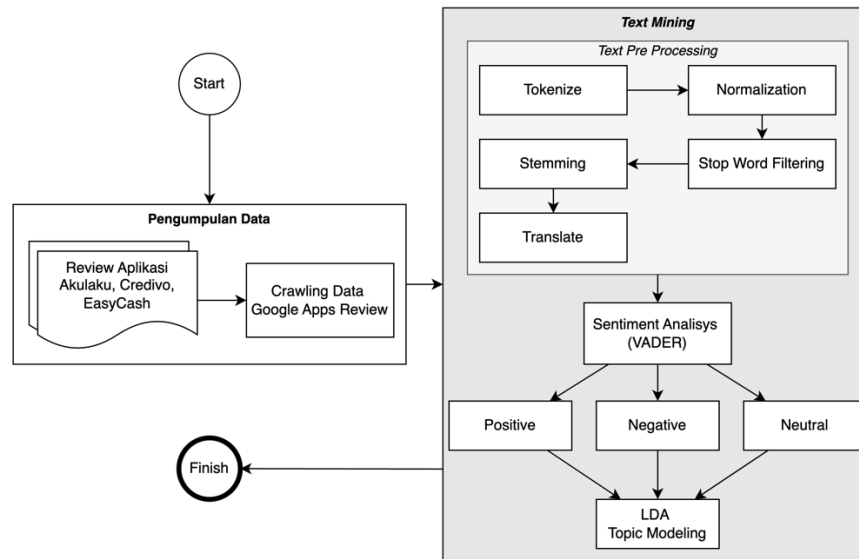 Start
Pengumpulan Data
Review Aplikasi
Akulaku, Credivo,
EasyCash
Crawling Data
Google Apps Review
Text Mining
Text Pre Processing
Tokenize
Normalization
Stemming
Stop Word Filtering
Translate
Sentiment Analisys
(VADER)
Positive
Negative
Neutral
LDA
Topic Modeling
Finish